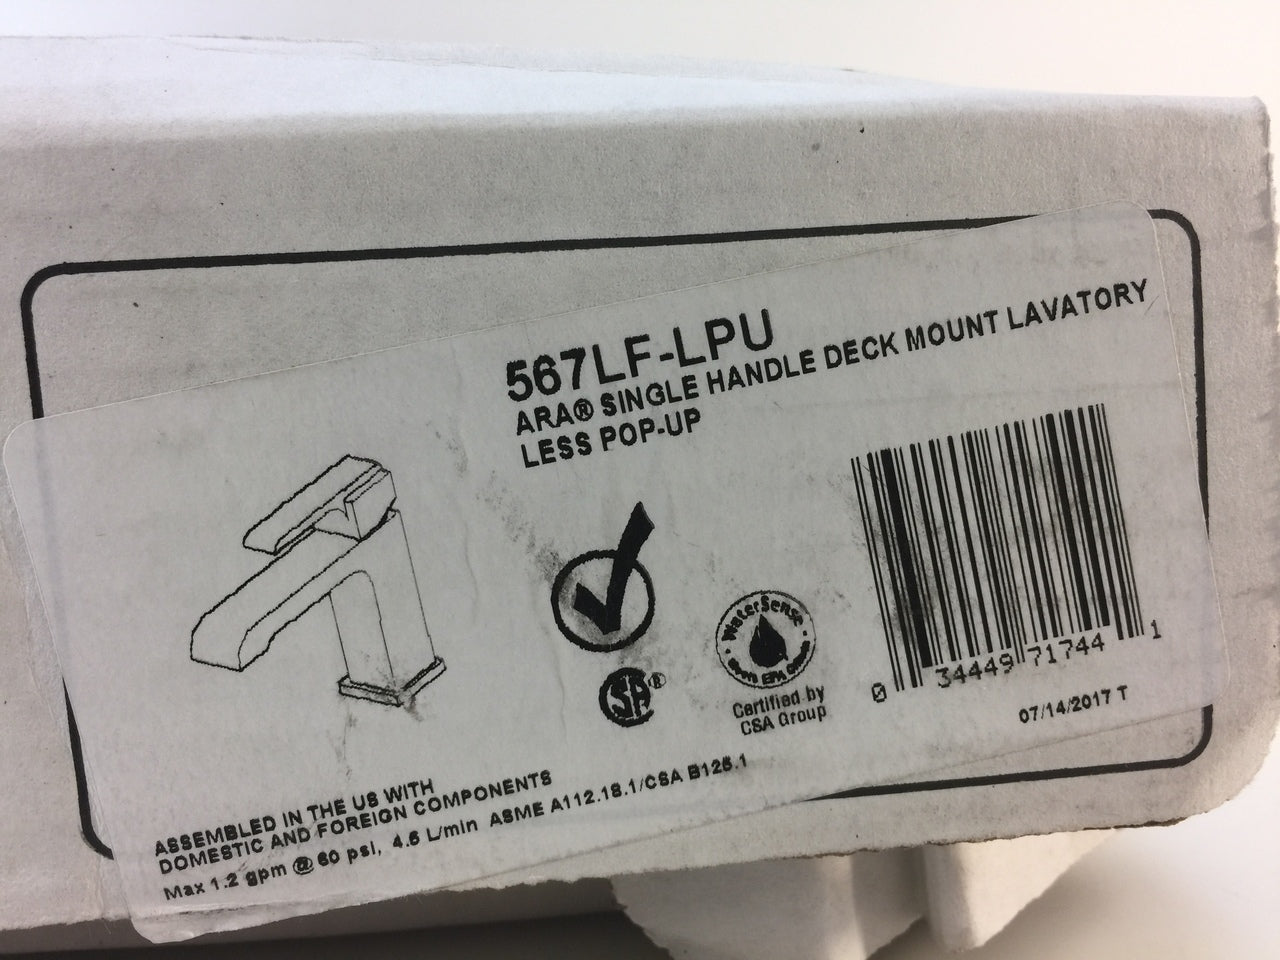 567LF-LPU
ARA® SINGLE HANDLE DECK MOUNT LAVATORY
LESS POP-UP
SA®
WaterSense
Certified by
CSA Group
0 34449 71744 1
07/14/2017 T
ASSEMBLED IN THE US WITH
DOMESTIC AND FOREIGN COMPONENTS
Max 1.2 gpm @ 60 psi, 4.5 L/min ASME A112.18.1/CSA B125.1